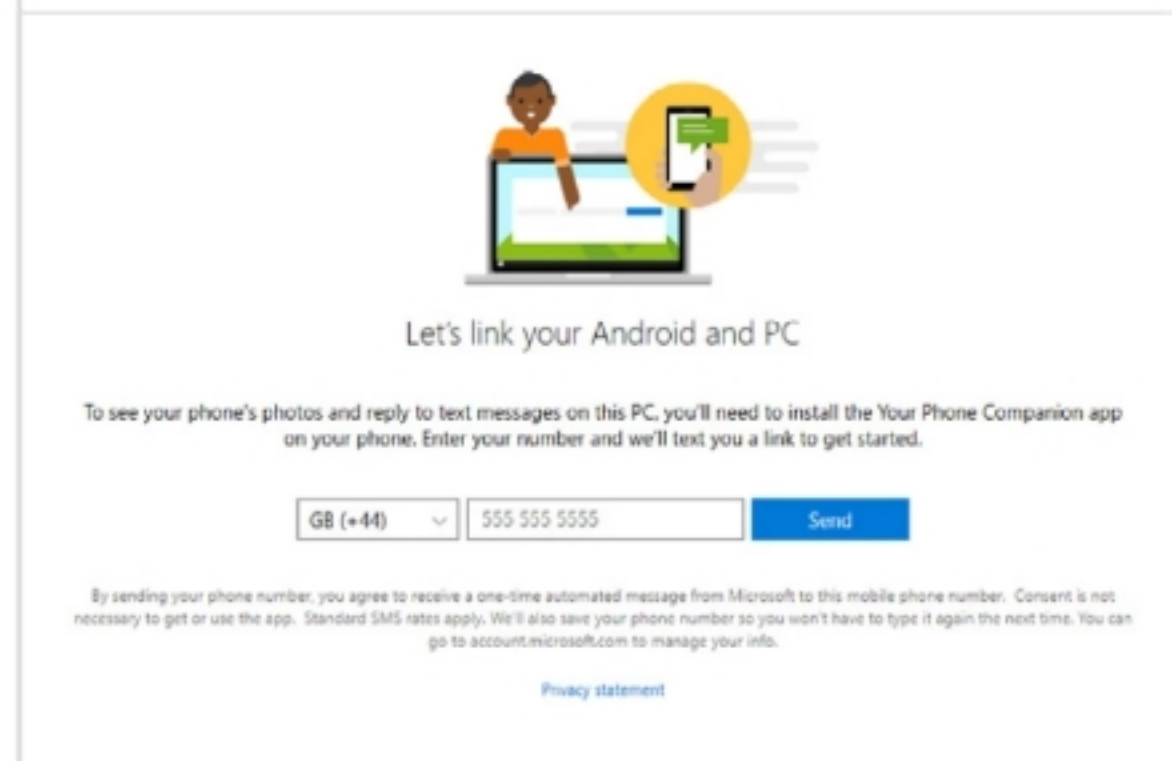 Let's link your Android and PC
To see your phone's photos and reply to text messages on this PC, you'll need to install the Your Phone Companion app
on your phone. Enter your number and we'll text you a link to get started.
GB (+44) 555 555 5555 Send
By sending your phone number, you agree to receive a one-time automated message from Microsoft to this mobile phone number. Consent is not
necessary to get or use the app. Standard SMS rates apply. We'll also save your phone number so you won't have to type it again the next time. You can
go to account.microsoft.com to manage your info.
Privacy statement